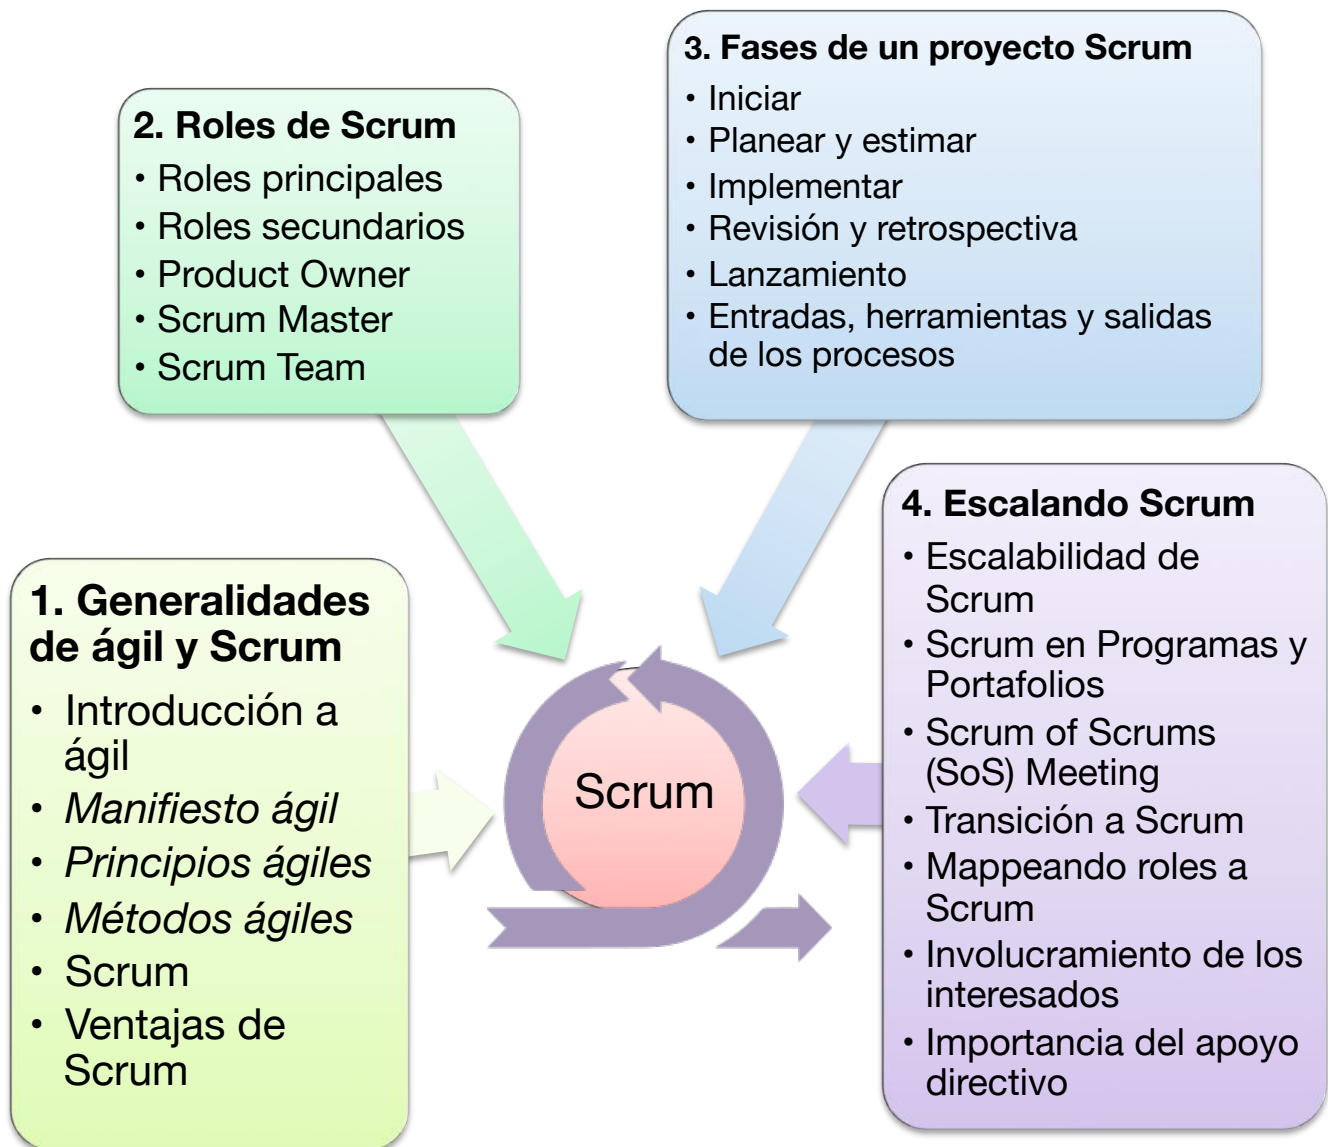 1. Generalidades
de ágil y Scrum
• Introducción a
ágil
• Manifiesto ágil
• Principios ágiles
• Métodos ágiles
• Scrum
• Ventajas de
Scrum
2. Roles de Scrum
• Roles principales
• Roles secundarios
• Product Owner
• Scrum Master
• Scrum Team
3. Fases de un proyecto Scrum
• Iniciar
• Planear y estimar
• Implementar
• Revisión y retrospectiva
• Lanzamiento
• Entradas, herramientas y salidas
de los procesos
4. Escalando Scrum
• Escalabilidad de
Scrum
• Scrum en Programas y
Portafolios
• Scrum of Scrums
(SoS) Meeting
• Transición a Scrum
• Mappeando roles a
Scrum
• Involucramiento de los
interesados
• Importancia del apoyo
directivo
Scrum